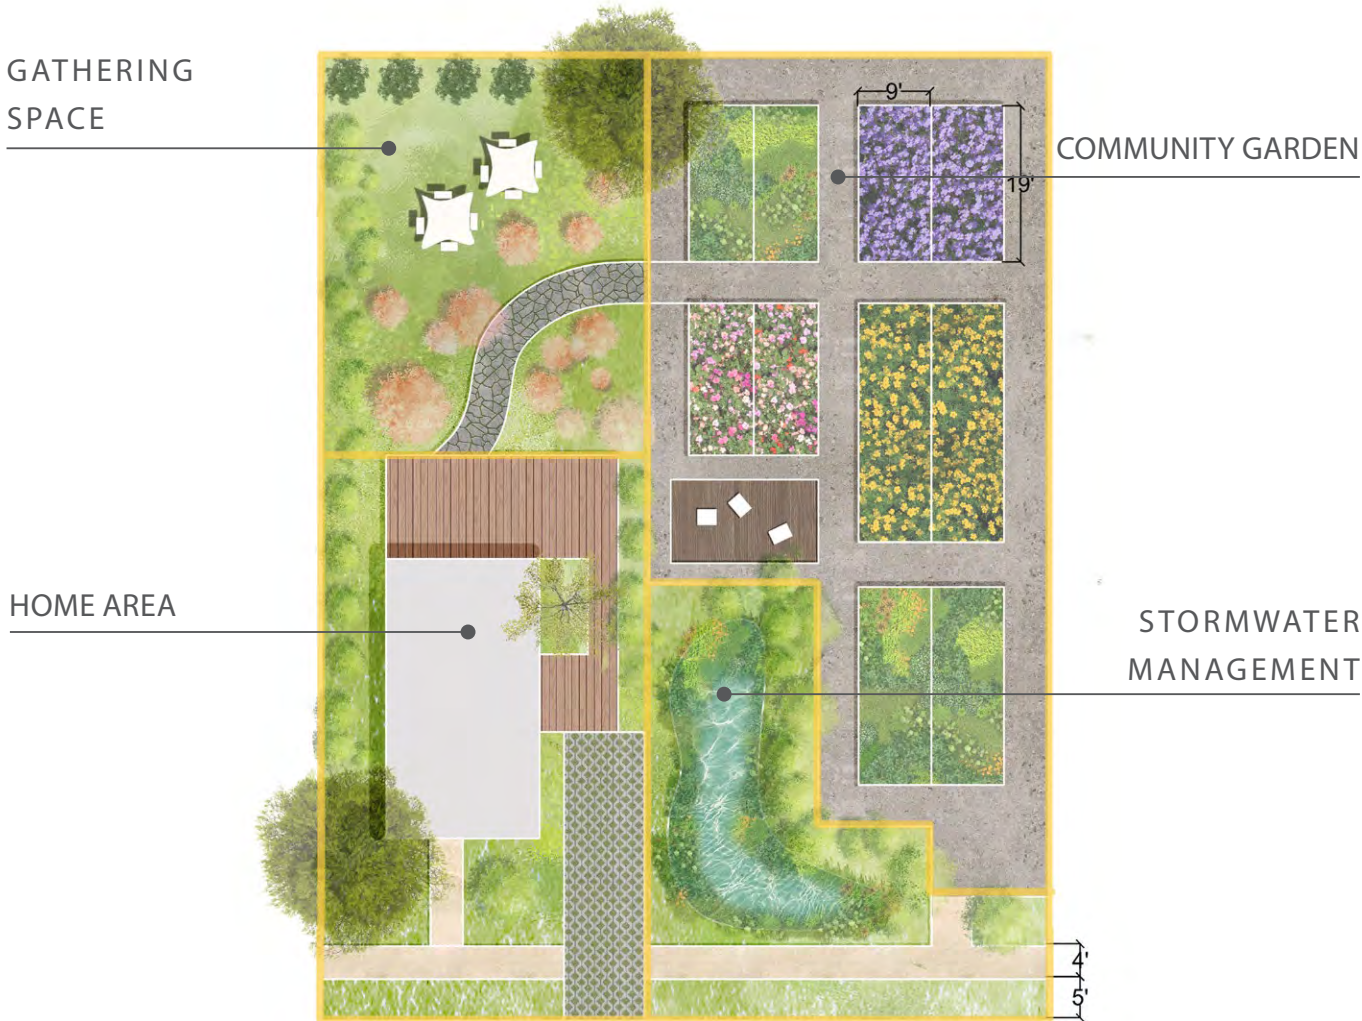 GATHERING
SPACE
9'
COMMUNITY GARDEN
19'
HOME AREA
STORMWATER
MANAGEMENT
4'
5'